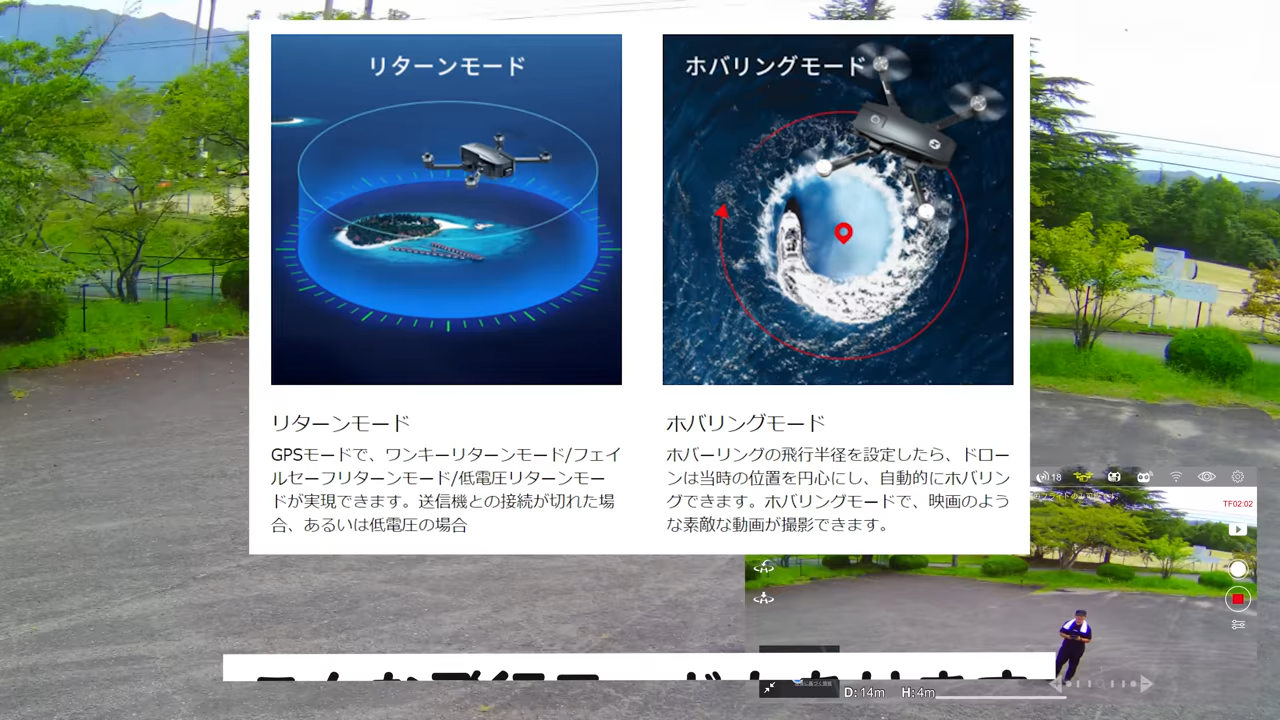 リターンモード
ホバリングモード
リターンモード
GPSモードで、ワンキーリターンモード/フェイ
ルセーフリターンモード/低電圧リターンモー
ドが実現できます。送信機との接続が切れた場
合、あるいは低電圧の場合
ホバリングモード
ホバーリングの飛行半径を設定したら、ドロー
ンは当時の位置を円心にし、自動的にホバリン
グできます。ホバリングモードで、映画のよう
な素敵な動画が撮影できます。
18
TF02:02
D: 14m H: 4m